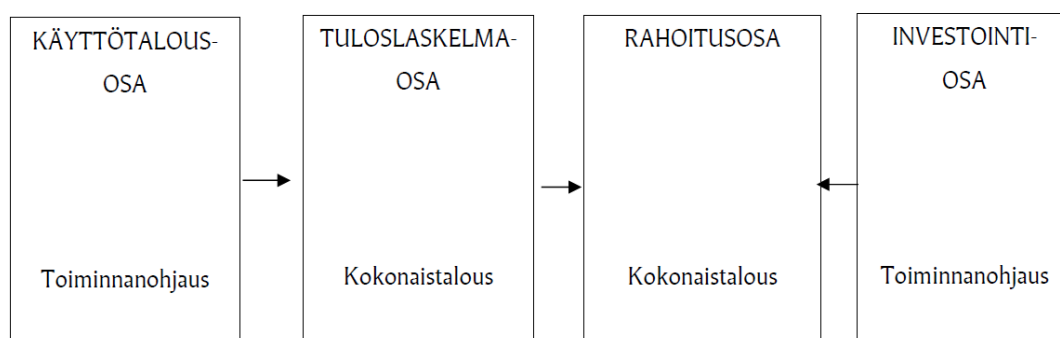 KÄYTTÖTALOUS-
OSA
Toiminnanohjaus
TULOSLASKELMA-
OSA
Kokonaistalous
RAHOITUSOSA
Kokonaistalous
INVESTOINTI-
OSA
Toiminnanohjaus